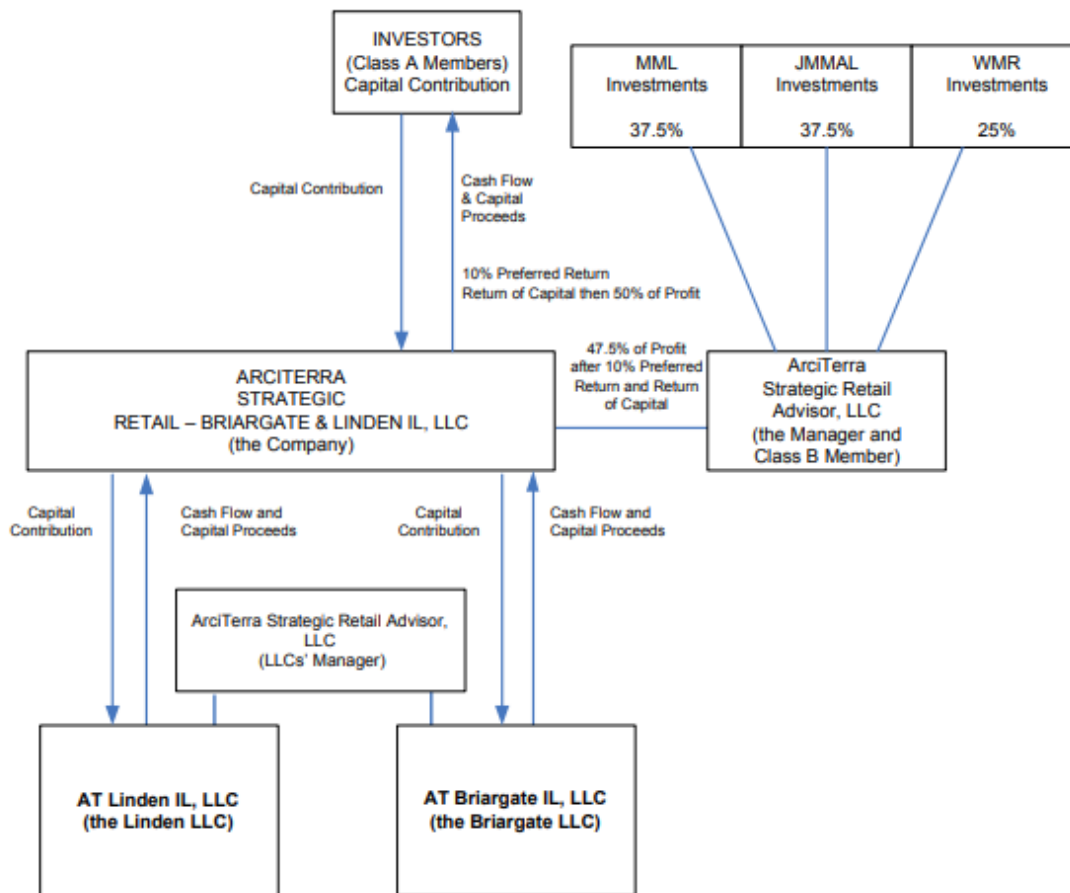 INVESTORS
(Class A Members)
Capital Contribution
MML
Investments
37.5%
JMMAL
Investments
37.5%
WMR
Investments
25%
Capital Contribution
Cash Flow
& Capital
Proceeds
10% Preferred Return
Return of Capital then 50% of Profit
47.5% of Profit
after 10% Preferred
Return and Return
of Capital
ARCITERRA
STRATEGIC
RETAIL – BRIARGATE & LINDEN IL, LLC
(the Company)
ArciTerra
Strategic Retail
Advisor, LLC
(the Manager and
Class B Member)
Capital
Contribution
Cash Flow and
Capital Proceeds
Capital
Contribution
Cash Flow and
Capital Proceeds
ArciTerra Strategic Retail Advisor,
LLC
(LLCs' Manager)
AT Linden IL, LLC
(the Linden LLC)
AT Briargate IL, LLC
(the Briargate LLC)